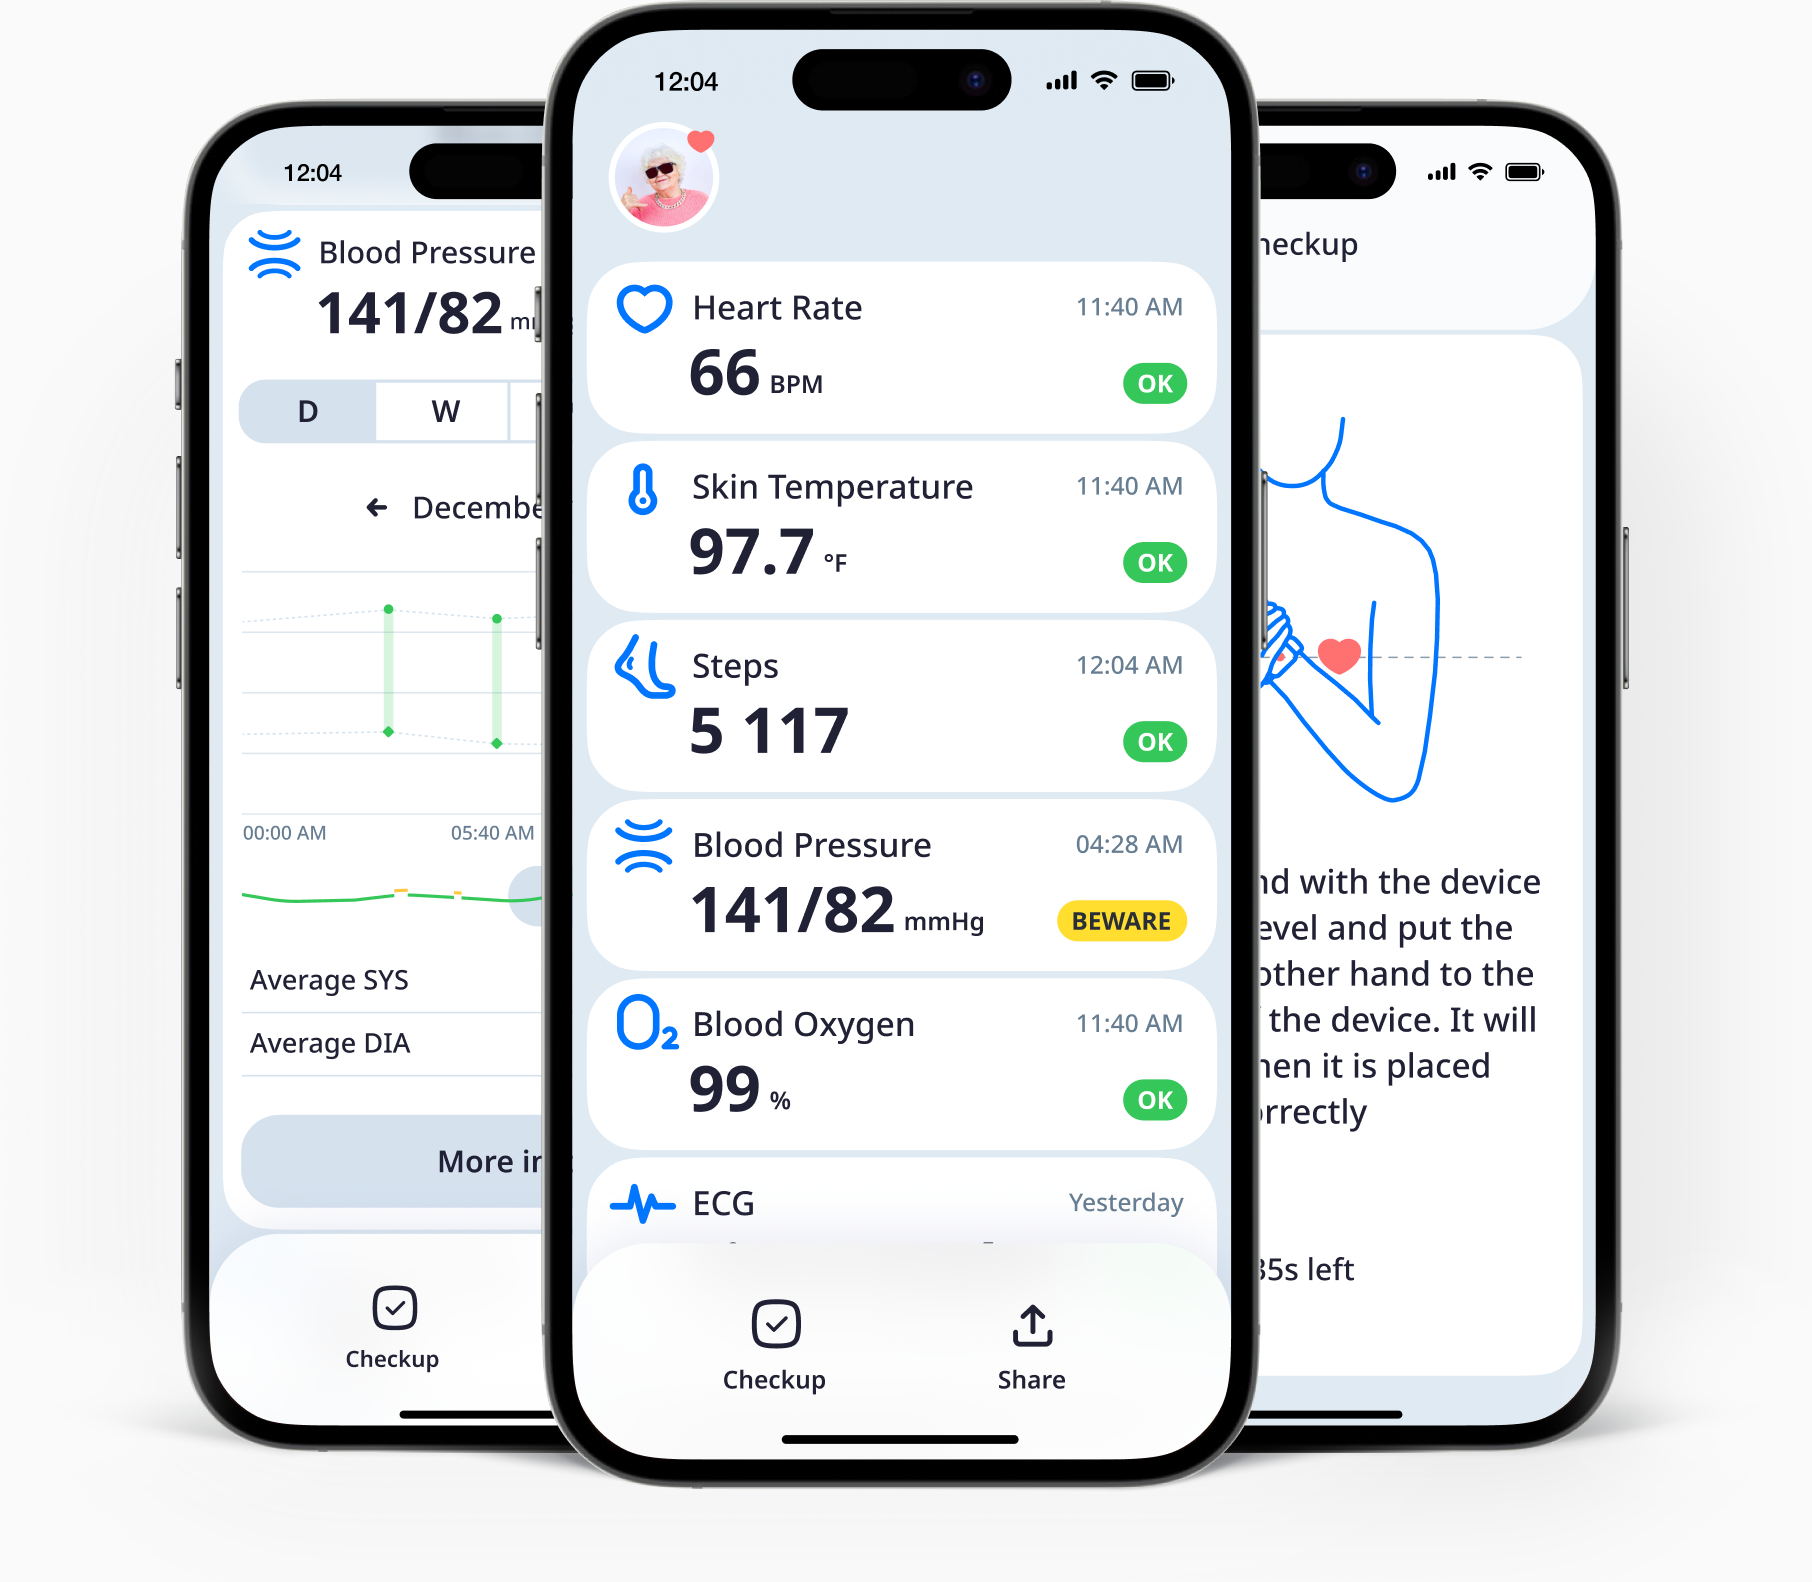 12:04
Blood Pressure
141/82
D W
Decembe
00:00 AM 05:40 AM
Average SYS
Average DIA
More in
Checkup
12:04
Heart Rate 11:40 AM
66 BPM OK
Skin Temperature 11:40 AM
97.7 °F OK
Steps 12:04 AM
5 117 OK
Blood Pressure 04:28 AM
141/82 mmHg BEWARE
O2 Blood Oxygen 11:40 AM
99 % OK
ECG Yesterday
Checkup Share
heckup
nd with the device
evel and put the
other hand to the
the device. It will
hen it is placed
orrectly
35s left